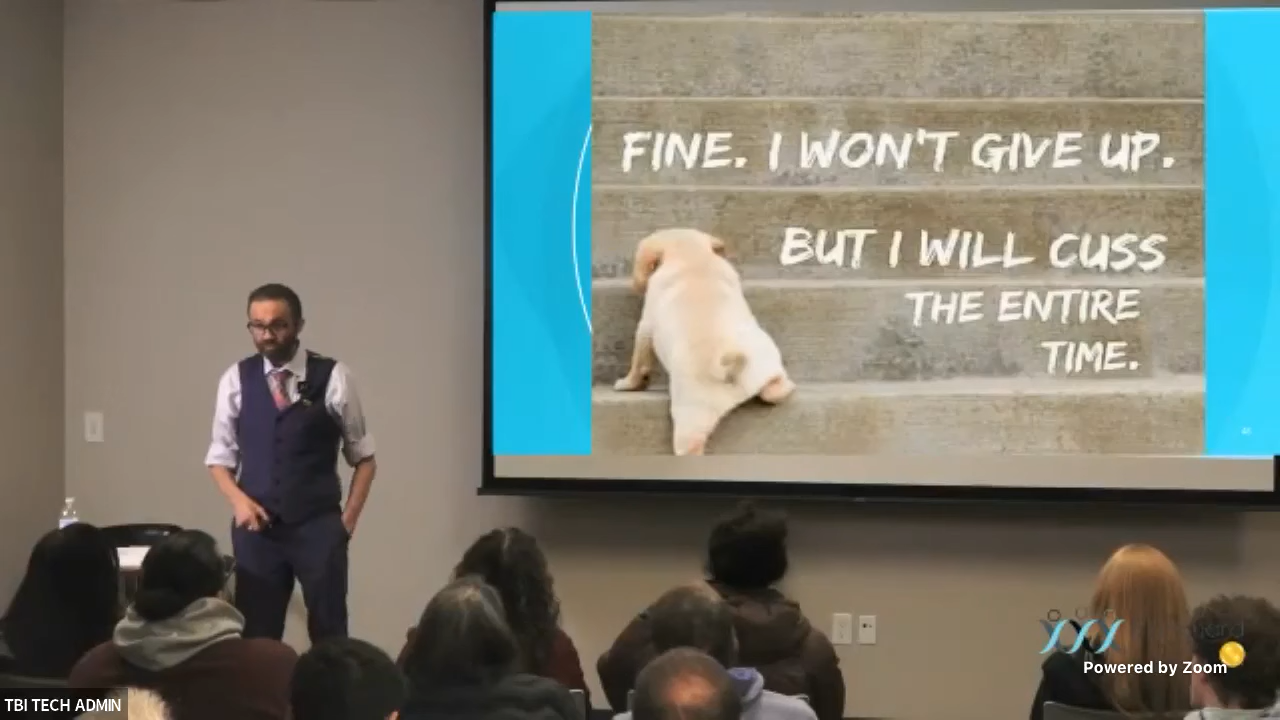 FINE. I WON'T GIVE UP.
BUT I WILL CUSS
THE ENTIRE
TIME.
Powered by Zoom
TBI TECH ADMIN